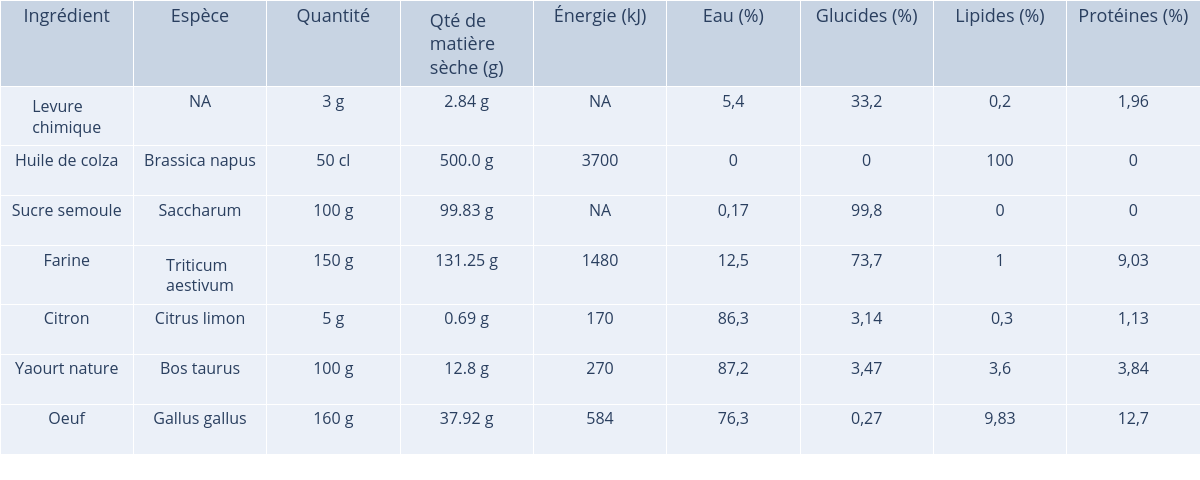 Ingrédient Espèce Quantité Qté de matière sèche (g) Énergie (kJ) Eau (%) Glucides (%) Lipides (%) Protéines (%)
Levure chimique NA 3 g 2.84 g NA 5,4 33,2 0,2 1,96
Huile de colza Brassica napus 50 cl 500.0 g 3700 0 0 100 0
Sucre semoule Saccharum 100 g 99.83 g NA 0,17 99,8 0 0
Farine Triticum aestivum 150 g 131.25 g 1480 12,5 73,7 1 9,03
Citron Citrus limon 5 g 0.69 g 170 86,3 3,14 0,3 1,13
Yaourt nature Bos taurus 100 g 12.8 g 270 87,2 3,47 3,6 3,84
Oeuf Gallus gallus 160 g 37.92 g 584 76,3 0,27 9,83 12,7